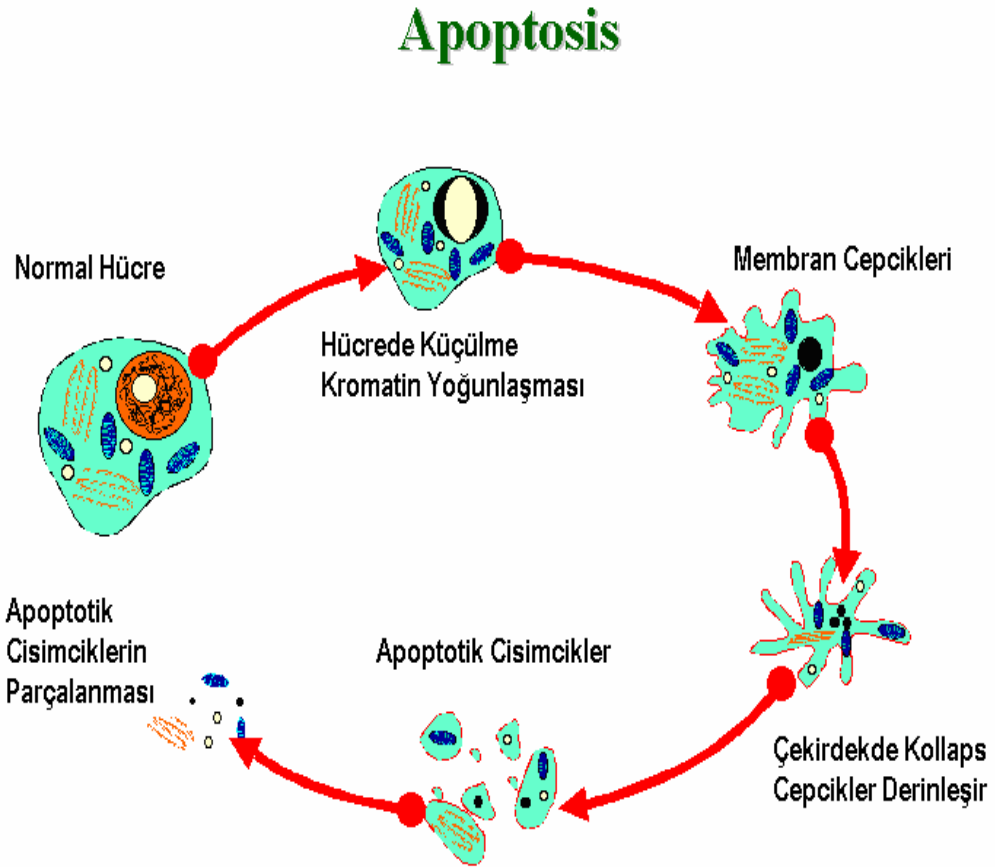 Apoptosis
Normal Hücre
Hücrede Küçülme
Kromatin Yoğunlaşması
Membran Cepcikleri
Çekirdekde Kollaps
Cepcikler Derinleşir
Apoptotik Cisimcikler
Apoptotik
Cisimciklerin
Parçalanması